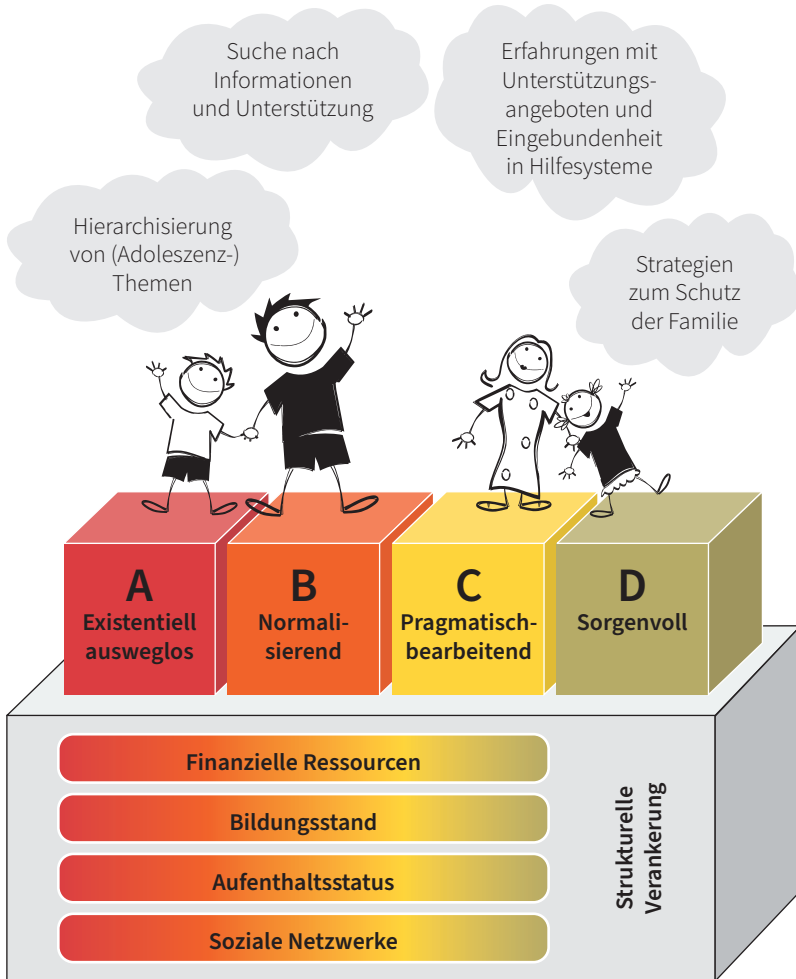 Suche nach
Informationen
und Unterstützung
Erfahrungen mit
Unterstützungs-
angeboten und
Eingebundenheit
in Hilfesysteme
Hierarchisierung
von (Adoleszenz-)
Themen
Strategien
zum Schutz
der Familie
A
Existentiell
ausweglos
B
Normali-
sierend
C
Pragmatisch-
bearbeitend
D
Sorgenvoll
Finanzielle Ressourcen
Bildungsstand
Aufenthaltsstatus
Soziale Netzwerke
Strukturelle
Verankerung